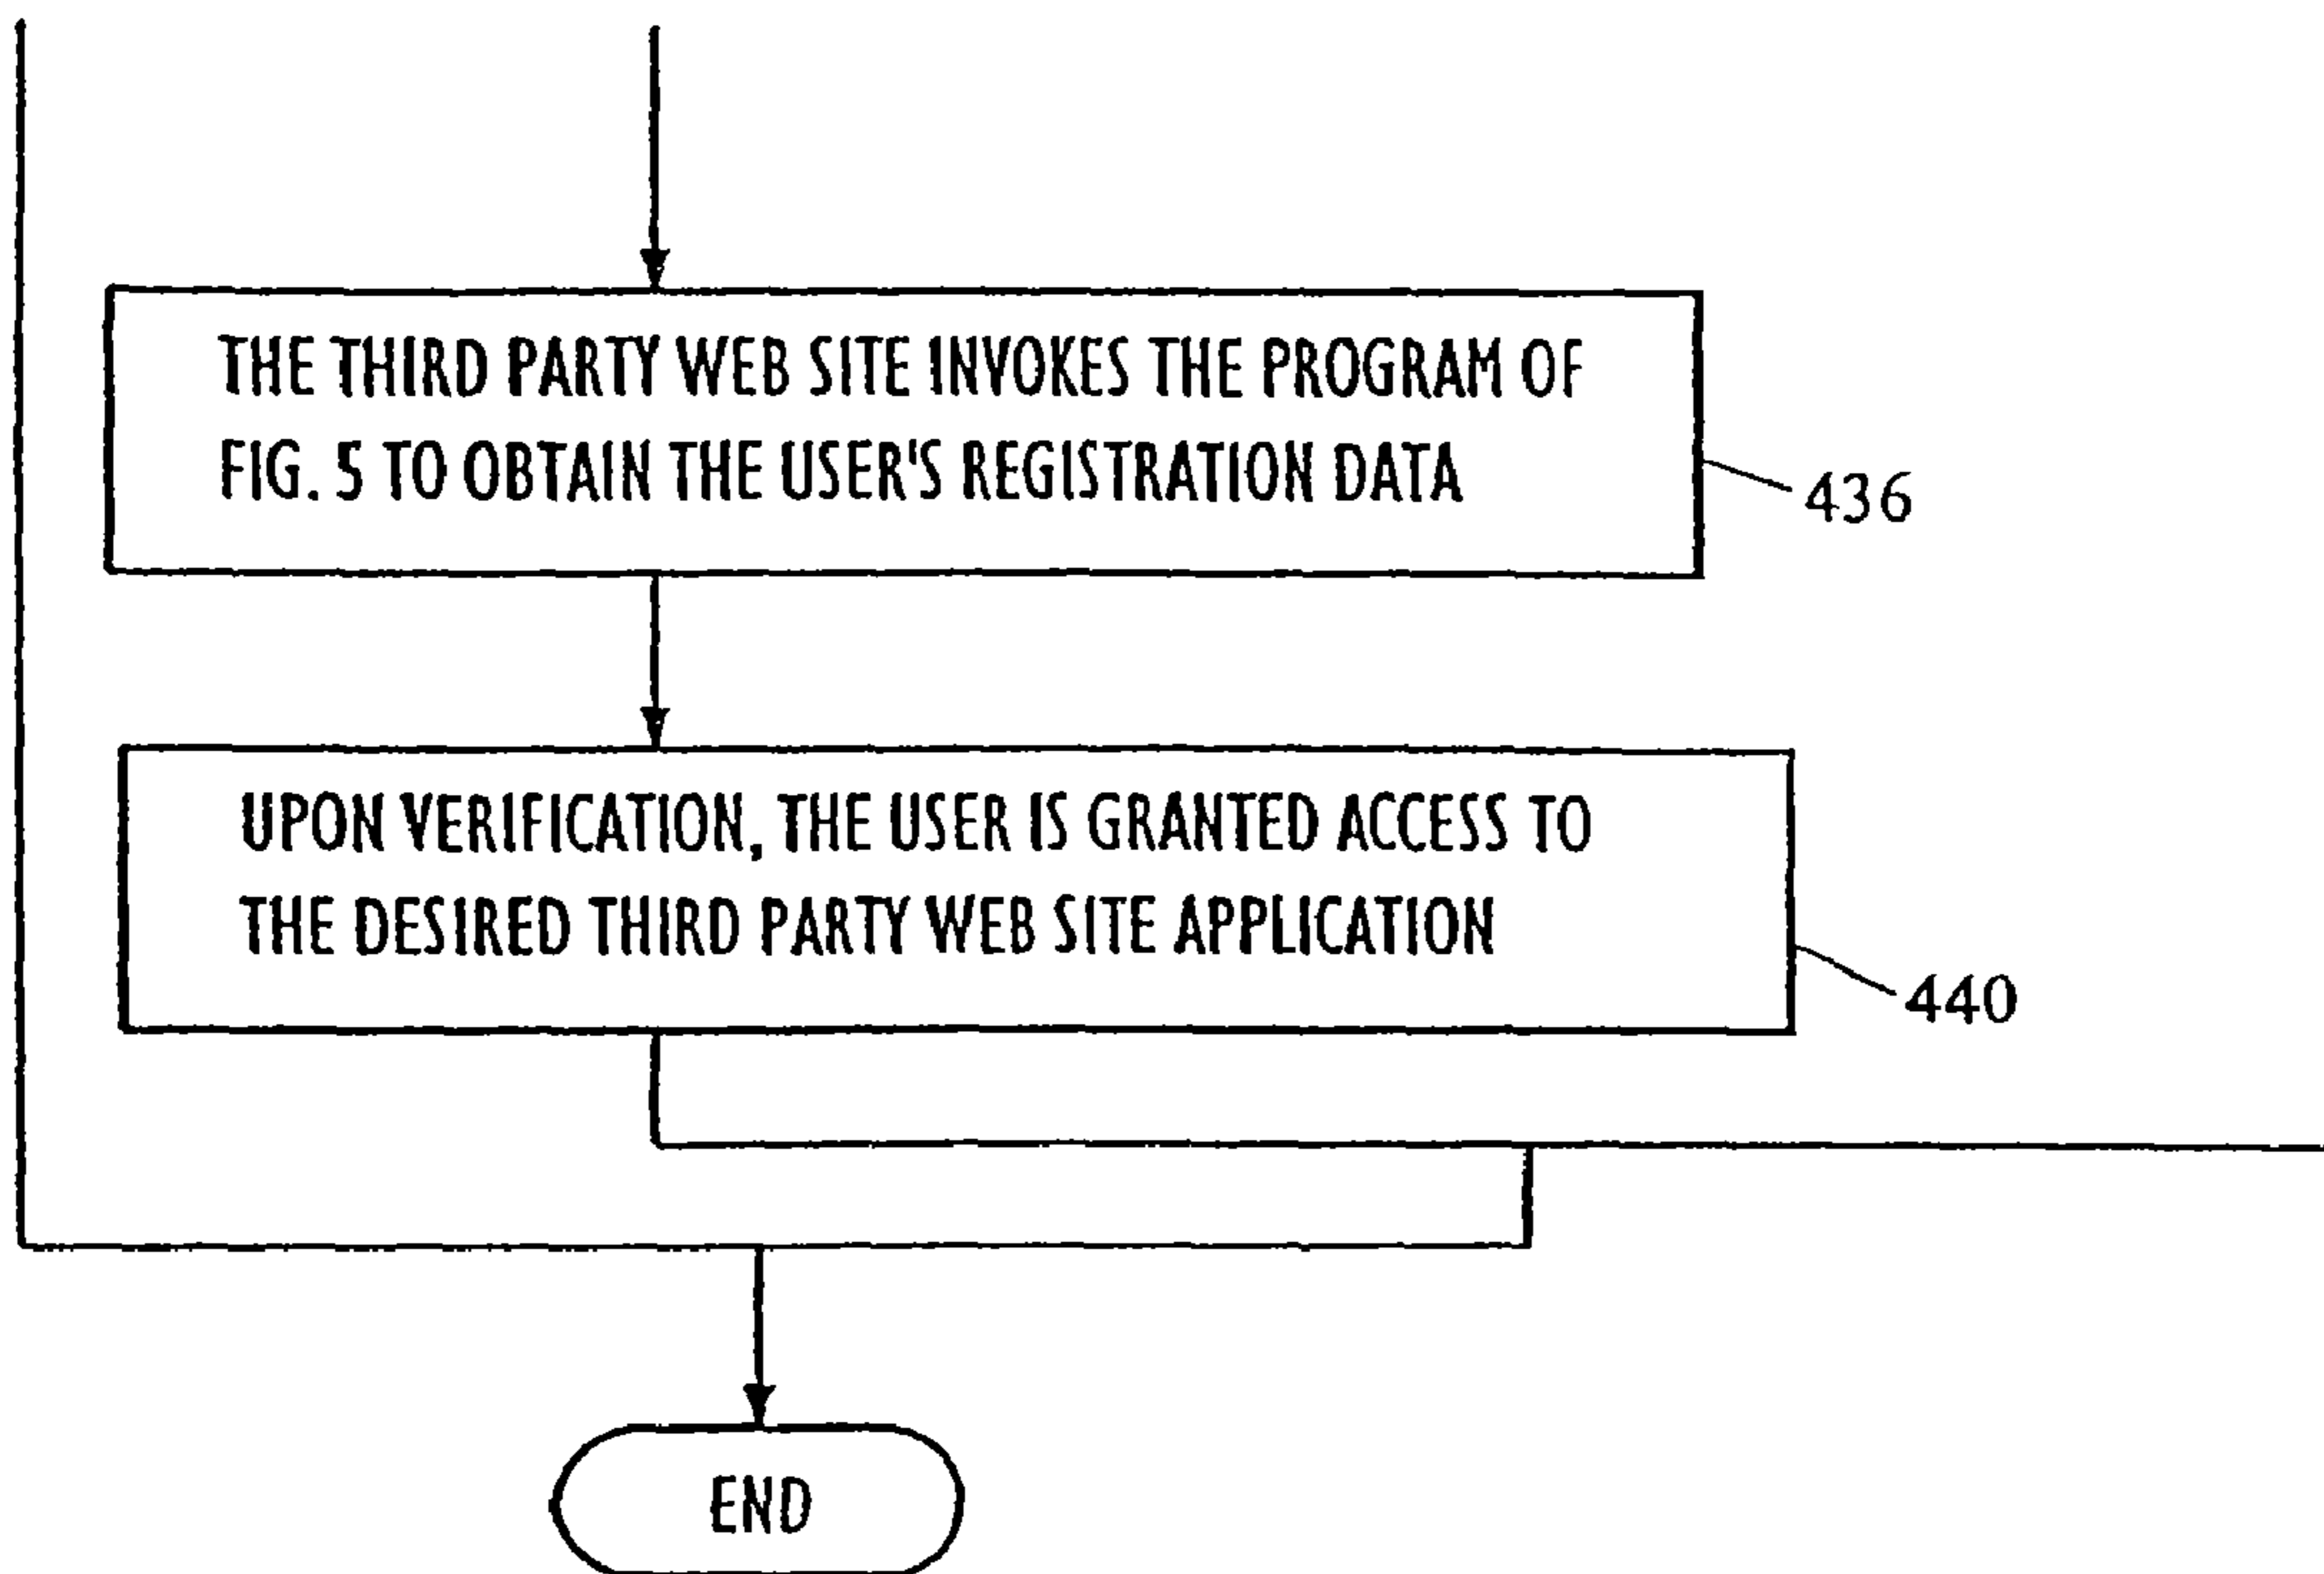 THE THIRD PARTY WEB SITE INVOKES THE PROGRAM OF
FIG. 5 TO OBTAIN THE USER'S REGISTRATION DATA
436
UPON VERIFICATION, THE USER IS GRANTED ACCESS TO
THE DESIRED THIRD PARTY WEB SITE APPLICATION
440
END